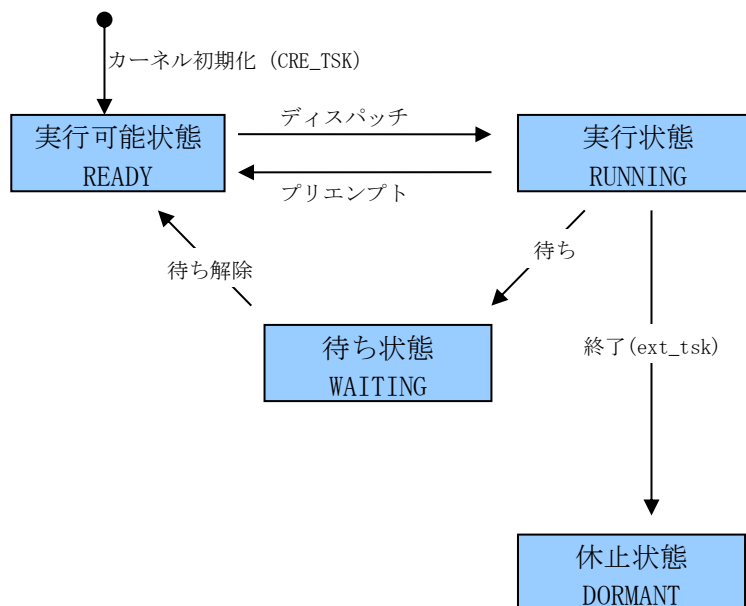 カーネル初期化 (CRE_TSK)
実行可能状態
READY
ディスパッチ
プリエンプト
実行状態
RUNNING
待ち解除
待ち
待ち状態
WAITING
終了(ext_tsk)
休止状態
DORMANT